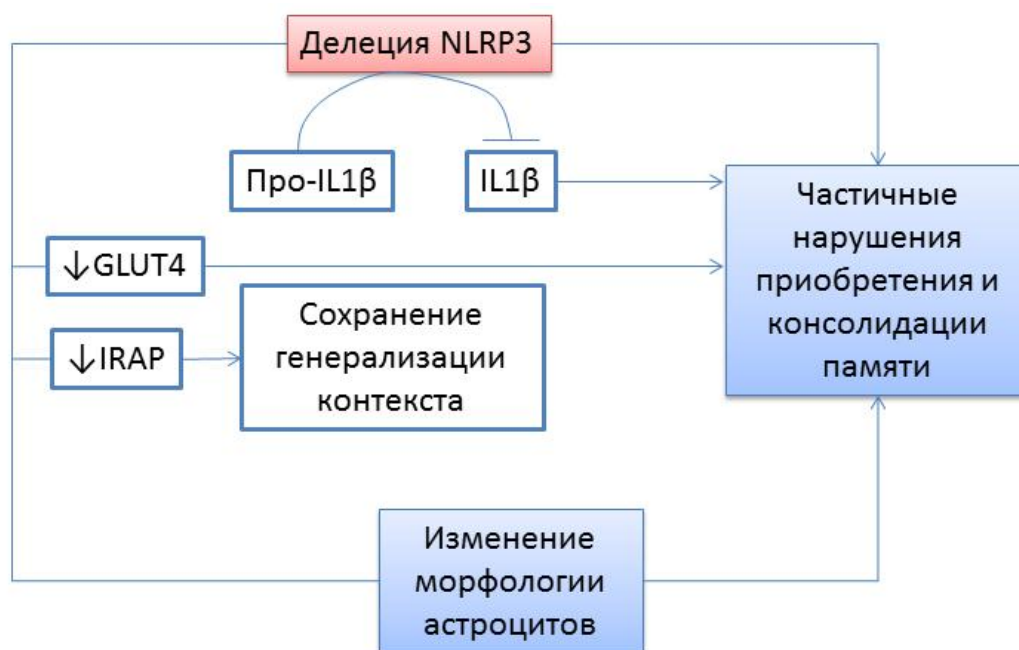 Делеция NLRP3
Про-IL1β
IL1β
Частичные
нарушения
приобретения и
консолидации
памяти
↓GLUT4
Сохранение
генерализации
контекста
↓IRAP
Изменение
морфологии
астроцитов